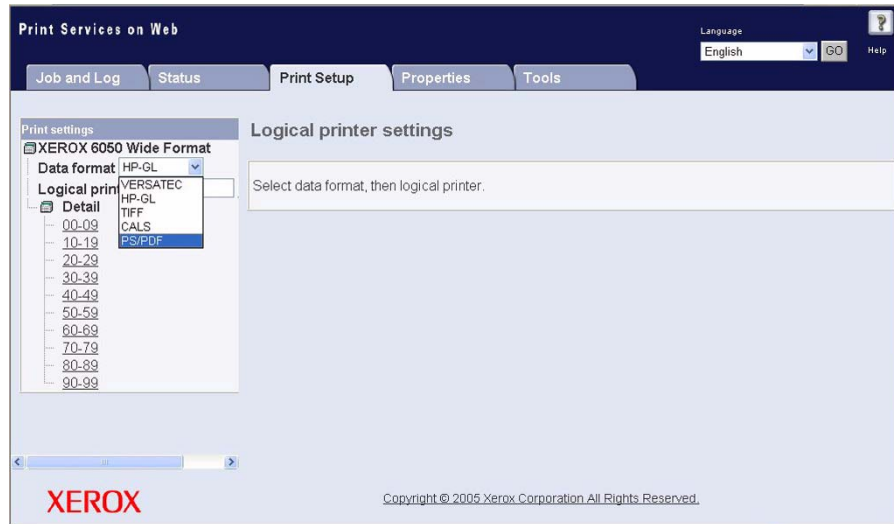 Print Services on Web
Language
English
GO
Help
Job and Log
Status
Print Setup
Properties
Tools
Print settings
XEROX 6050 Wide Format
Data format HP-GL
Logical print
VERSATEC
HP-GL
TIFF
CALS
PS/PDF
Detail
00-09
10-19
20-29
30-39
40-49
50-59
60-69
70-79
80-89
90-99
Logical printer settings
Select data format, then logical printer.
XEROX
Copyright © 2005 Xerox Corporation All Rights Reserved.